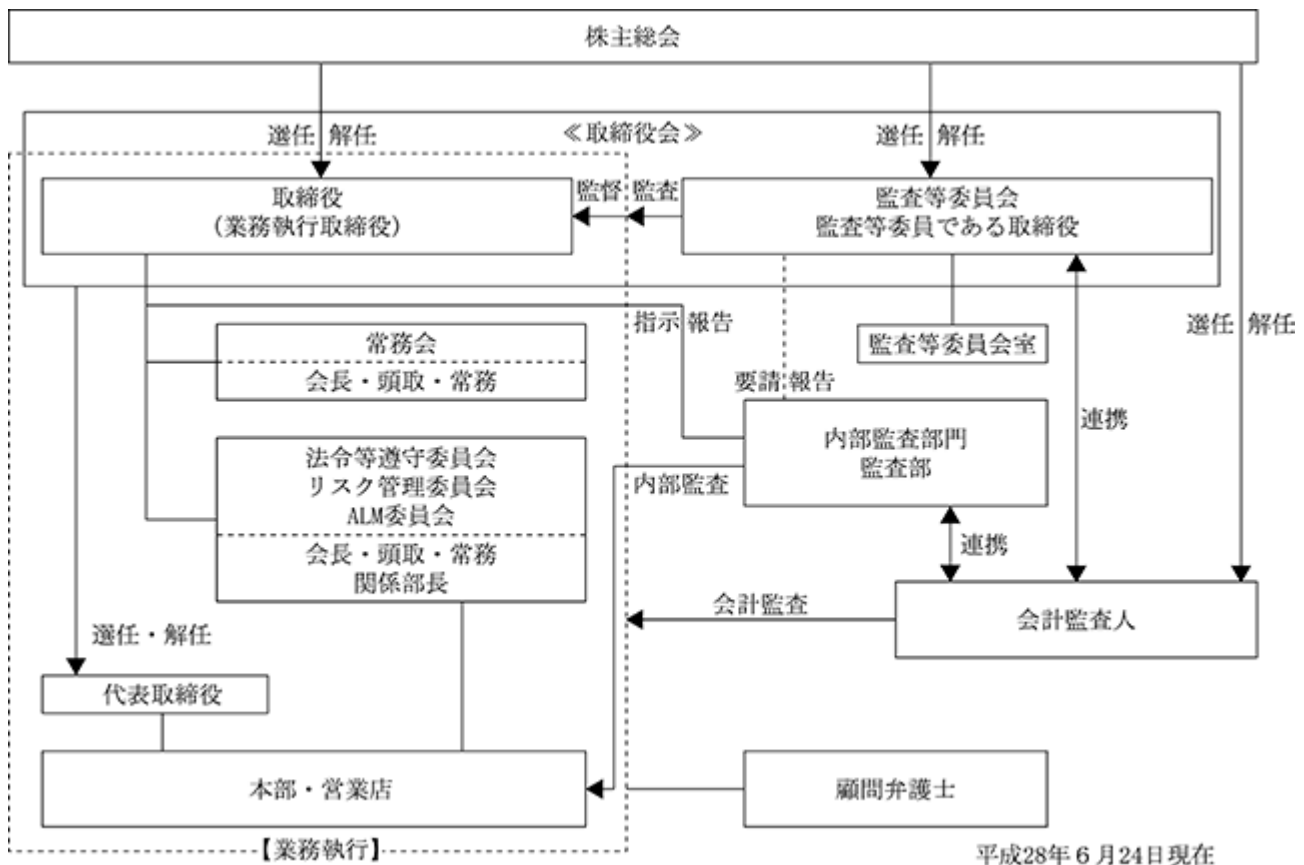 株主総会
選任 解任
≪取締役会≫
選任 解任
取締役
(業務執行取締役)
監督 監査
監査等委員会
監査等委員である取締役
指示 報告
選任 解任
常務会
会長・頭取・常務
監査等委員会室
要請 報告
内部監査部門
監査部
連携
法令等遵守委員会
リスク管理委員会
ALM委員会
会長・頭取・常務
関係部長
内部監査
連携
会計監査
会計監査人
選任・解任
代表取締役
本部・営業店
顧問弁護士
【業務執行】
平成28年6月24日現在